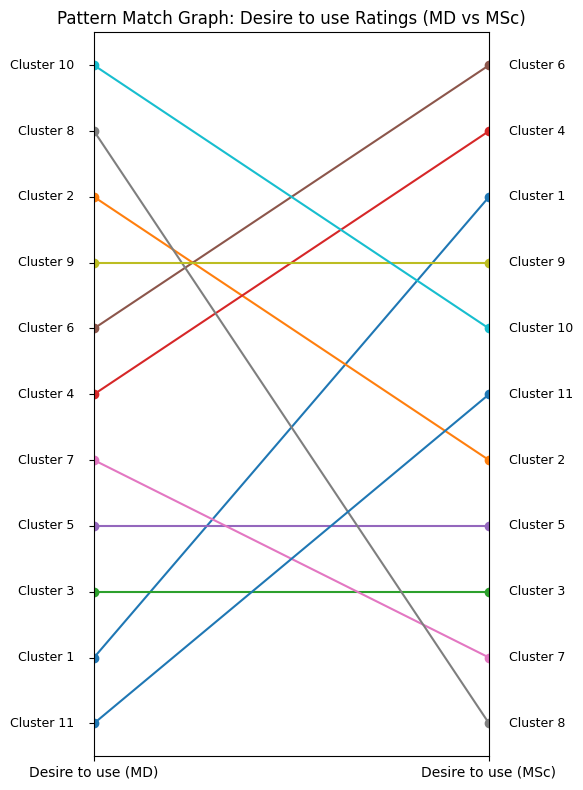 Pattern Match Graph: Desire to use Ratings (MD vs MSc)
Cluster 10
Cluster 8
Cluster 2
Cluster 9
Cluster 6
Cluster 4
Cluster 7
Cluster 5
Cluster 3
Cluster 1
Cluster 11
Cluster 6
Cluster 4
Cluster 1
Cluster 9
Cluster 10
Cluster 11
Cluster 2
Cluster 5
Cluster 3
Cluster 7
Cluster 8
Desire to use (MD)
Desire to use (MSc)